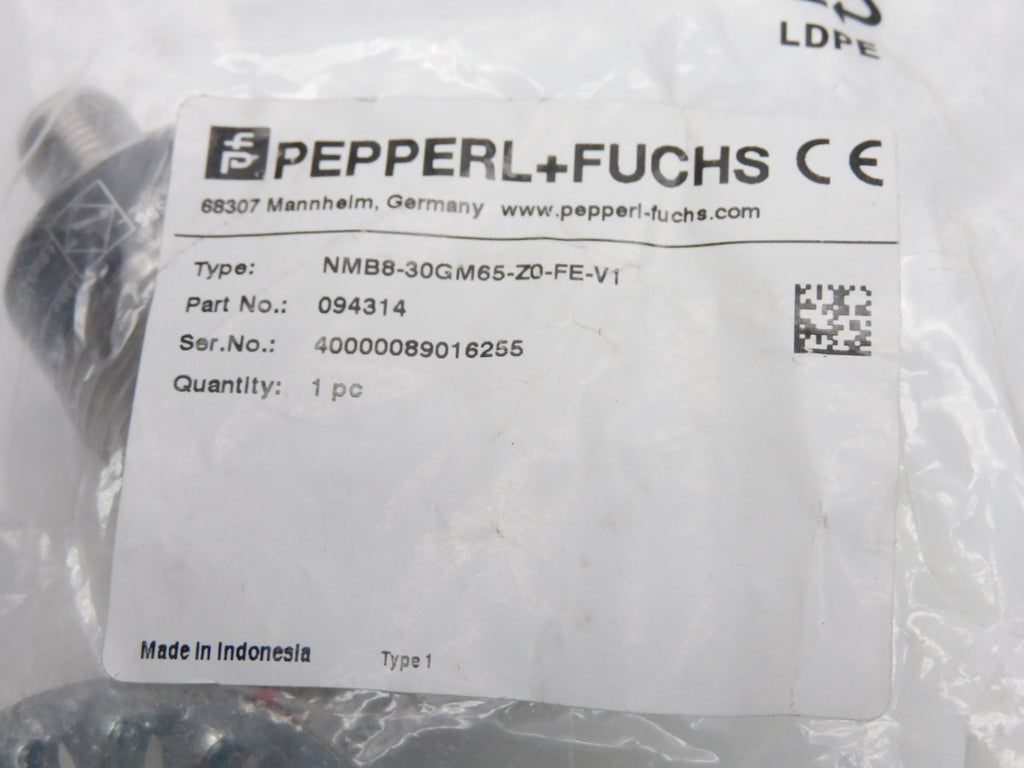 LDPE
PEPPERL+FUCHS CE
68307 Mannheim, Germany www.pepperl-fuchs.com
Type: NMB8-30GM65-Z0-FE-V1
Part No.: 094314
Ser.No.: 40000089016255
Quantity: 1 pc
Made in Indonesia Type 1